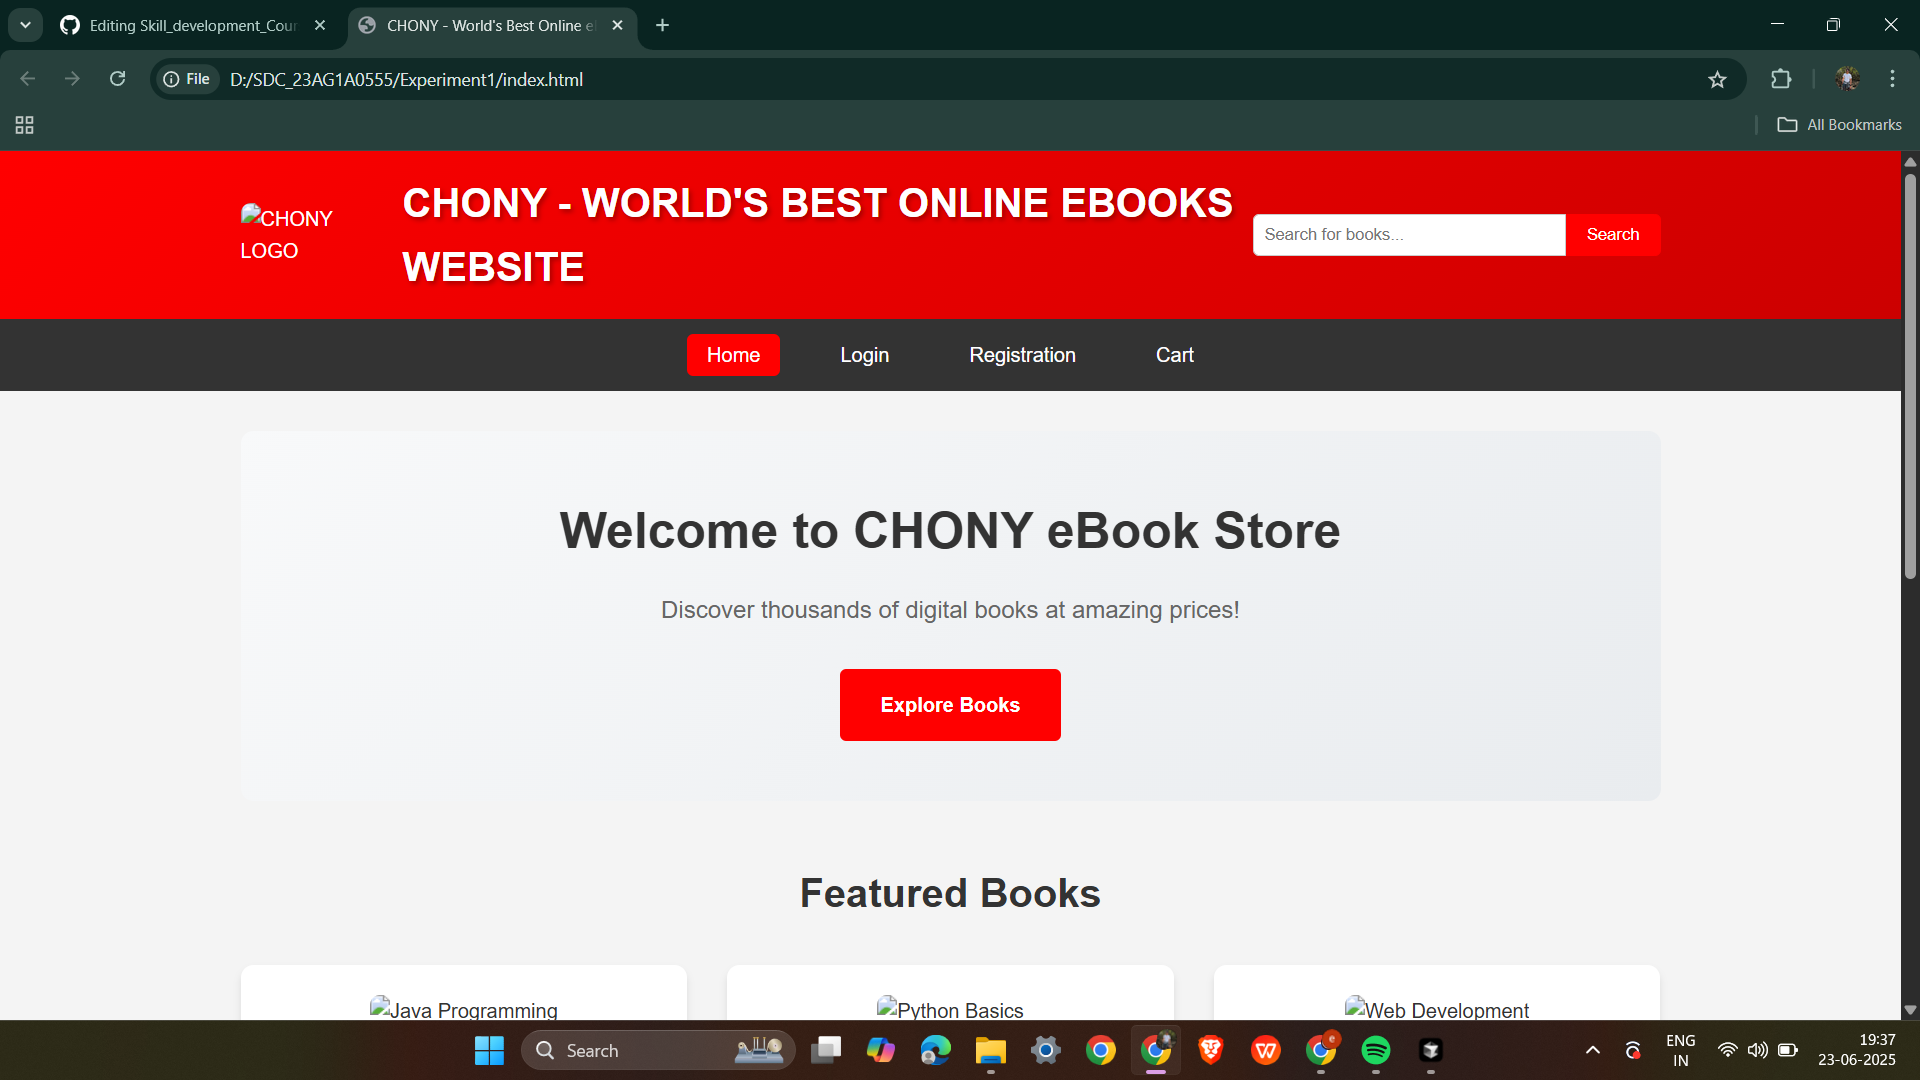 Editing Skill_development_Cour
CHONY - World's Best Online e
File
D:/SDC_23AG1A0555/Experiment1/index.html
All Bookmarks
CHONY
LOGO
CHONY - WORLD'S BEST ONLINE EBOOKS
WEBSITE
Search for books...
Search
Home
Login
Registration
Cart
Welcome to CHONY eBook Store
Discover thousands of digital books at amazing prices!
Explore Books
Featured Books
Java Programming
Python Basics
Web Development
Search
ENG
IN
19:37
23-06-2025